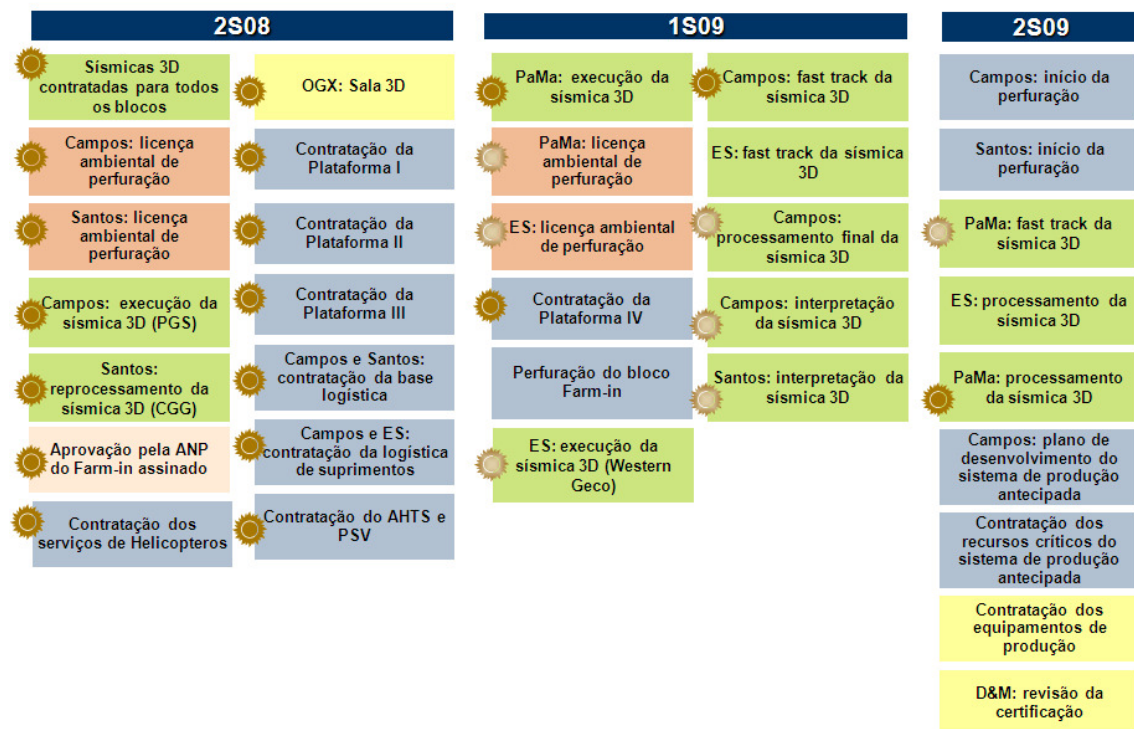 2S08
Sísmicas 3D
contratadas para todos
os blocos
Campos: licença
ambiental de
perfuração
Santos: licença
ambiental de
perfuração
Campos: execução da
sísmica 3D (PGS)
Santos:
reprocessamento da
sísmica 3D (CGG)
Aprovação pela ANP
do Farm-in assinado
Contratação dos
serviços de Helicopteros
OGX: Sala 3D
Contratação da
Plataforma I
Contratação da
Plataforma II
Contratação da
Plataforma III
Campos e Santos:
contratação da base
logística
Campos e ES:
contratação da logística
de suprimentos
Contratação do AHTS e
PSV
1S09
PaMa: execução da
sísmica 3D
PaMa: licença
ambiental de
perfuração
ES: licença ambiental
de perfuração
Contratação da
Plataforma IV
Perfuração do bloco
Farm-in
ES: execução da
sísmica 3D (Western
Geco)
Campos: fast track da
sísmica 3D
ES: fast track da sísmica
3D
Campos:
processamento final da
sísmica 3D
Campos: interpretação
da sísmica 3D
Santos: interpretação da
sísmica 3D
2S09
Campos: início da
perfuração
Santos: início da
perfuração
PaMa: fast track da
sísmica 3D
ES: processamento da
sísmica 3D
PaMa: processamento
da sísmica 3D
Campos: plano de
desenvolvimento do
sistema de produção
antecipada
Contratação dos
recursos críticos do
sistema de produção
antecipada
Contratação dos
equipamentos de
produção
D&M: revisão da
certificação